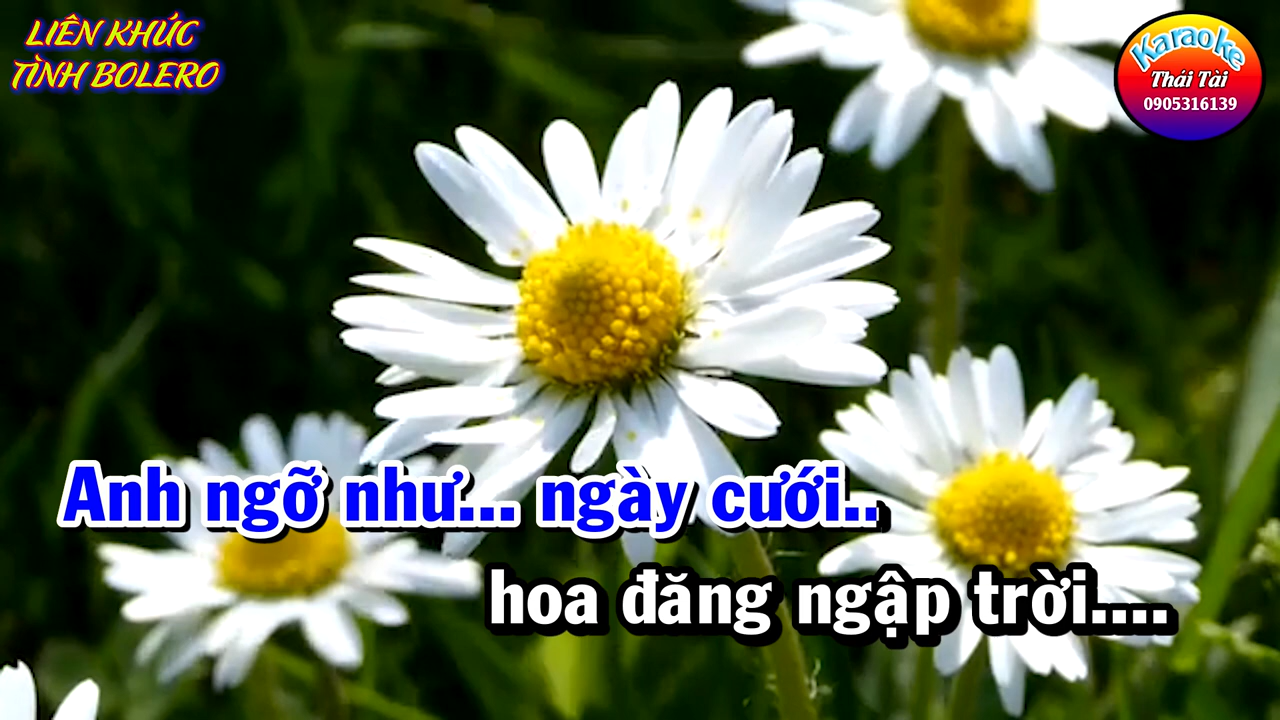 LIÊN KHÚC
TÌNH BOLERO
Karaoke
Thái Tài
0905316139
Anh ngỡ như... ngày cưới..
hoa đăng ngập trời....